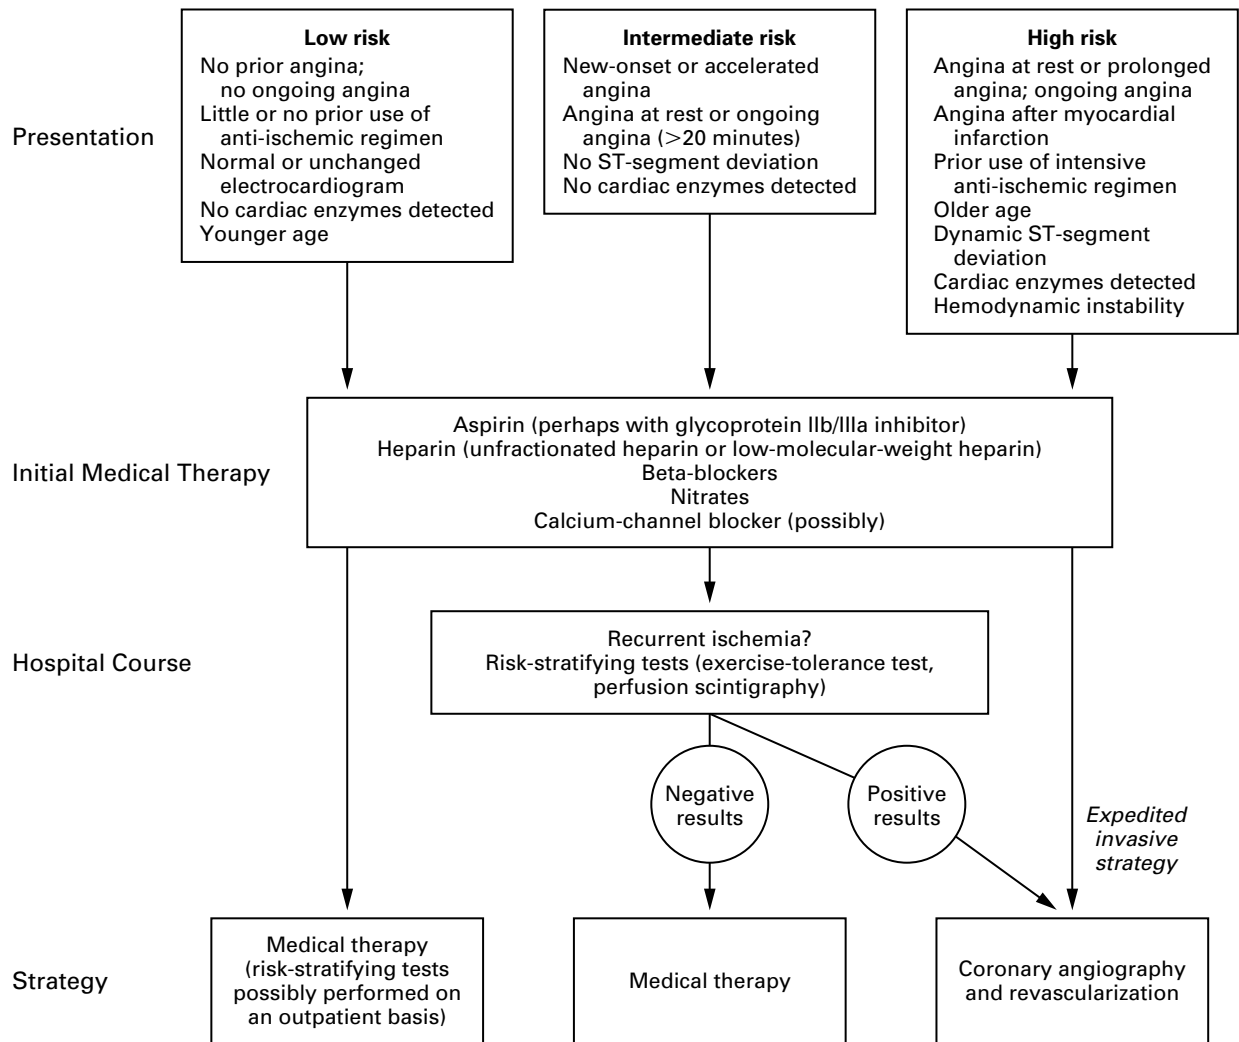 Low risk
No prior angina;
no ongoing angina
Little or no prior use of
anti-ischemic regimen
Normal or unchanged
electrocardiogram
No cardiac enzymes detected
Younger age
Intermediate risk
New-onset or accelerated
angina
Angina at rest or ongoing
angina (>20 minutes)
No ST-segment deviation
No cardiac enzymes detected
High risk
Angina at rest or prolonged
angina; ongoing angina
Angina after myocardial
infarction
Prior use of intensive
anti-ischemic regimen
Older age
Dynamic ST-segment
deviation
Cardiac enzymes detected
Hemodynamic instability
Presentation
Initial Medical Therapy
Aspirin (perhaps with glycoprotein IIb/IIIa inhibitor)
Heparin (unfractionated heparin or low-molecular-weight heparin)
Beta-blockers
Nitrates
Calcium-channel blocker (possibly)
Hospital Course
Recurrent ischemia?
Risk-stratifying tests (exercise-tolerance test,
perfusion scintigraphy)
Negative
results
Positive
results
Expedited
invasive
strategy
Strategy
Medical therapy
(risk-stratifying tests
possibly performed on
an outpatient basis)
Medical therapy
Coronary angiography
and revascularization